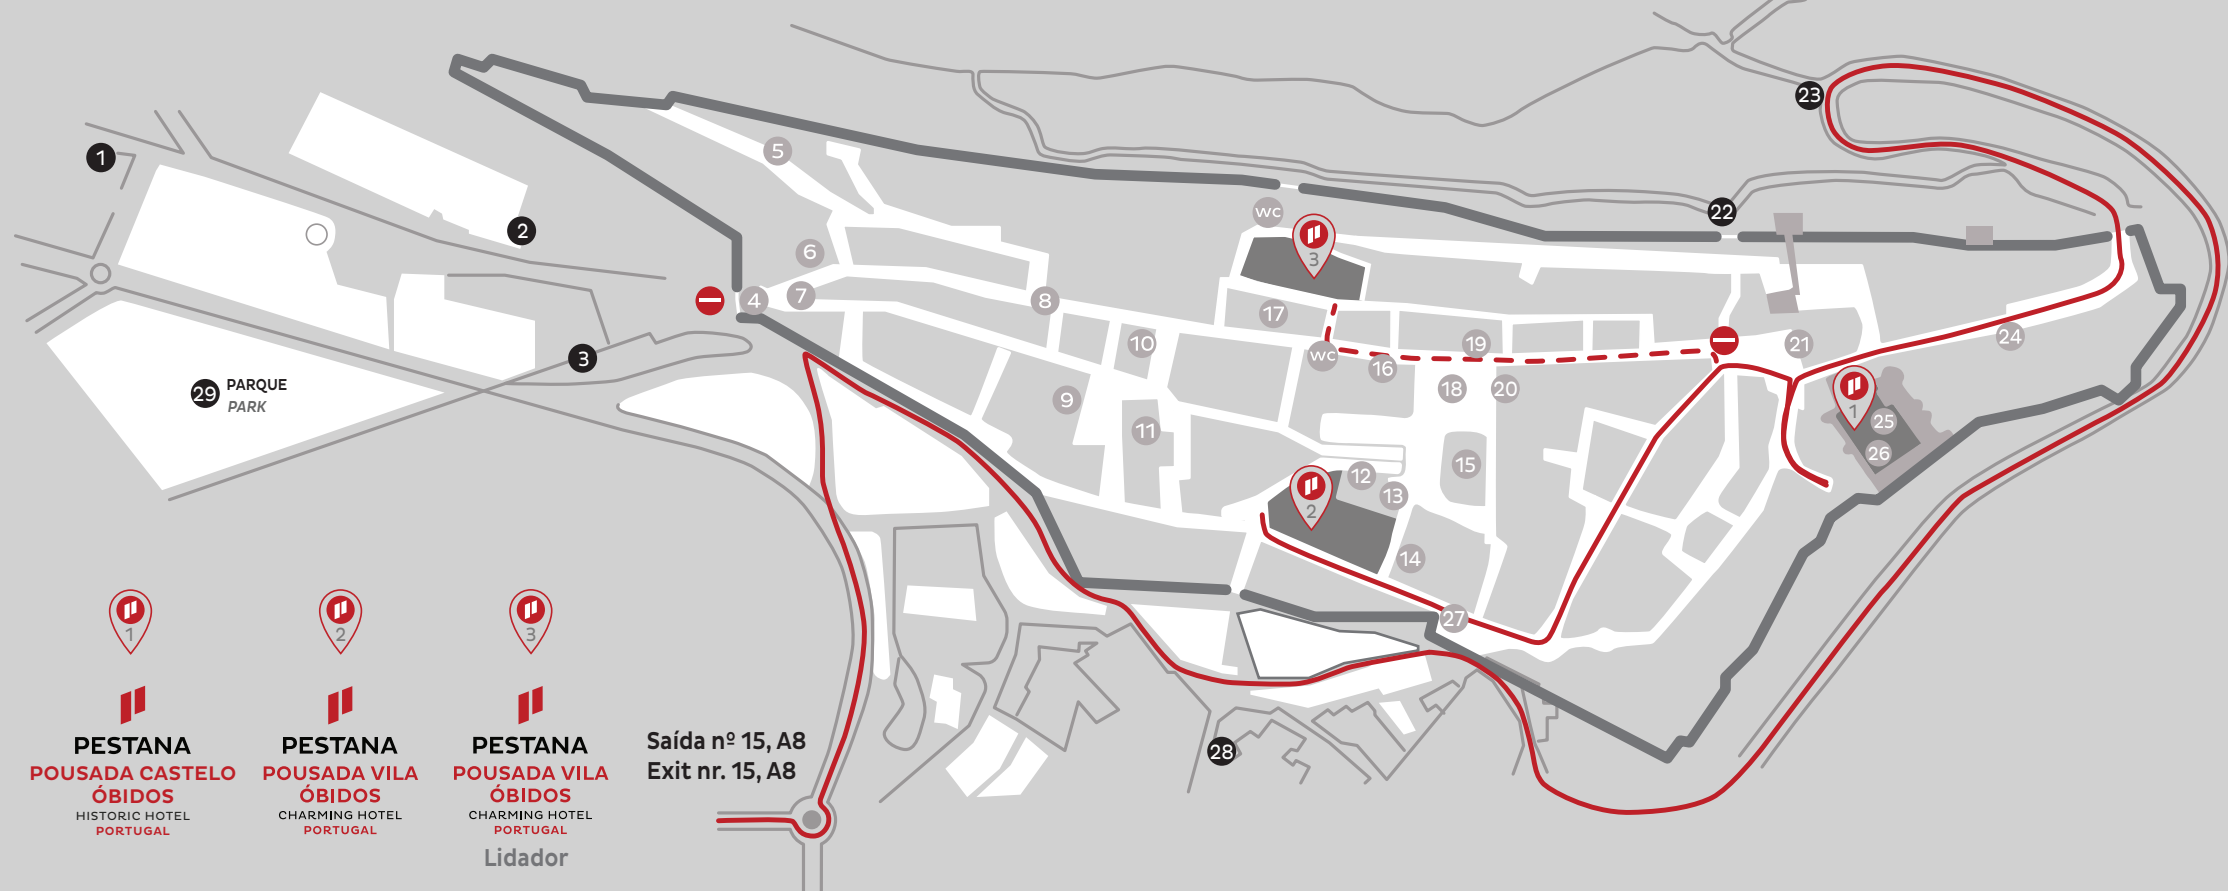 23
1
5
22
wc
2
6
3
7
4
8
17
24
10
19
21
wc
3
16
1
18
20
29
PARQUE
PARK
9
25
11
26
15
12
13
2
14
27
28
1
2
3
PESTANA
POUSADA CASTELO
ÓBIDOS
HISTORIC HOTEL
PORTUGAL
PESTANA
POUSADA VILA
ÓBIDOS
CHARMING HOTEL
PORTUGAL
PESTANA
POUSADA VILA
ÓBIDOS
CHARMING HOTEL
PORTUGAL
Lidador
Saída nº 15, A8
Exit nr. 15, A8